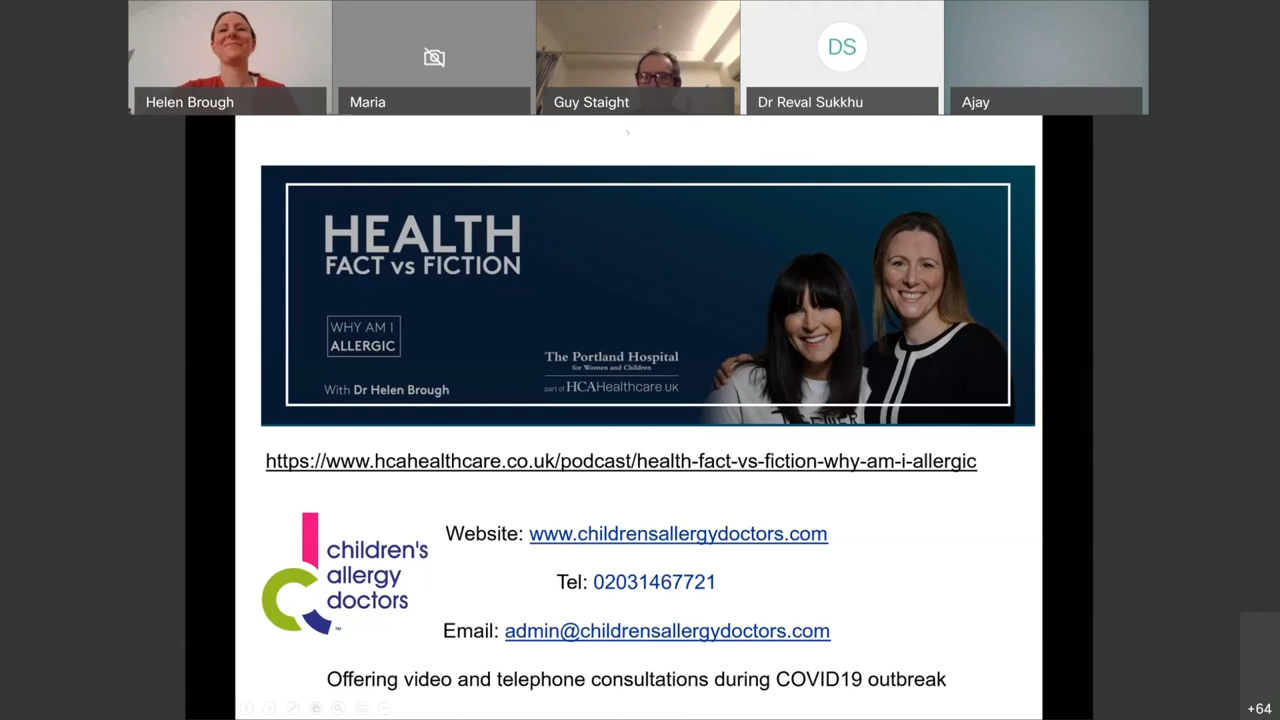 Helen Brough
Maria
Guy Staight
DS
Dr Reval Sukkhu
Ajay
HEALTH
FACT vs FICTION
WHY AM I
ALLERGIC
With Dr Helen Brough
The Portland Hospital
for Women and Children
part of HCAHealthcare UK
https://www.hcahealthcare.co.uk/podcast/health-fact-vs-fiction-why-am-i-allergic
children's
allergy
doctors
™
Website: www.childrensallergydoctors.com
Tel: 02031467721
Email: admin@childrensallergydoctors.com
Offering video and telephone consultations during COVID19 outbreak
+64